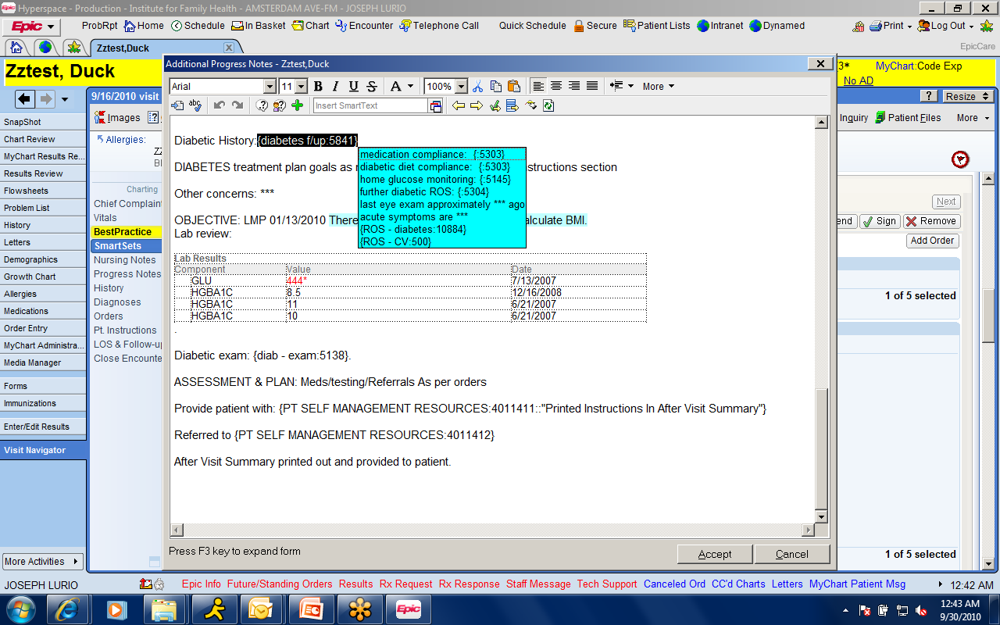 Hyperspace - Production - Institute for Family Health - AMSTERDAM AVE-FM - JOSEPH LURIO
Epic ProbRpt Home Schedule In Basket Chart Encounter Telephone Call Quick Schedule Secure Patient Lists Intranet Dynamed Print Log Out
Zztest,Duck X EpicCare
Zztest, Duck
3* MyChart:Code Exp
No AD
9/16/2010 visit
? Resize
Images
Inquiry Patient Files More
Allergies:
SnapShot
Chart Review
MyChart Results Re...
Results Review
Flowsheets
Problem List
History
Letters
Demographics
Growth Chart
Allergies
Medications
Order Entry
MyChart Administra...
Media Manager
Forms
Immunizations
Enter/Edit Results
Visit Navigator
More Activities
Charting
Chief Complain
Vitals
BestPractice
SmartSets
Nursing Notes
Progress Notes
History
Diagnoses
Orders
Pt. Instructions
LOS & Follow-u
Close Encounte
Additional Progress Notes - Zztest,Duck
Arial 11 B I U S A 100% More
abc Insert SmartText
Diabetic History:{diabetes f/up:5841}
medication compliance: {:5303}
diabetic diet compliance: {:5303}
home glucose monitoring: {:5145}
further diabetic ROS: {:5304}
last eye exam approximately *** ago
acute symptoms are ***
{ROS - diabetes:10884}
{ROS - CV:500}
DIABETES treatment plan goals as structions section
Other concerns: ***
OBJECTIVE: LMP 01/13/2010 There alculate BMI.
Lab review:
Lab Results
Component Value Date
GLU 444* 7/13/2007
HGBA1C 8.5 12/16/2008
HGBA1C 11 6/21/2007
HGBA1C 10 6/21/2007
.
Diabetic exam: {diab - exam:5138}.
ASSESSMENT & PLAN: Meds/testing/Referrals As per orders
Provide patient with: {PT SELF MANAGEMENT RESOURCES:4011411::"Printed Instructions In After Visit Summary"}
Referred to {PT SELF MANAGEMENT RESOURCES:4011412}
After Visit Summary printed out and provided to patient.
Press F3 key to expand form
Accept Cancel
Next
end Sign Remove
Add Order
1 of 5 selected
1 of 5 selected
JOSEPH LURIO Epic Info Future/Standing Orders Results Rx Request Rx Response Staff Message Tech Support Canceled Ord CC'd Charts Letters MyChart Patient Msg 12:42 AM
Epic
12:43 AM
9/30/2010